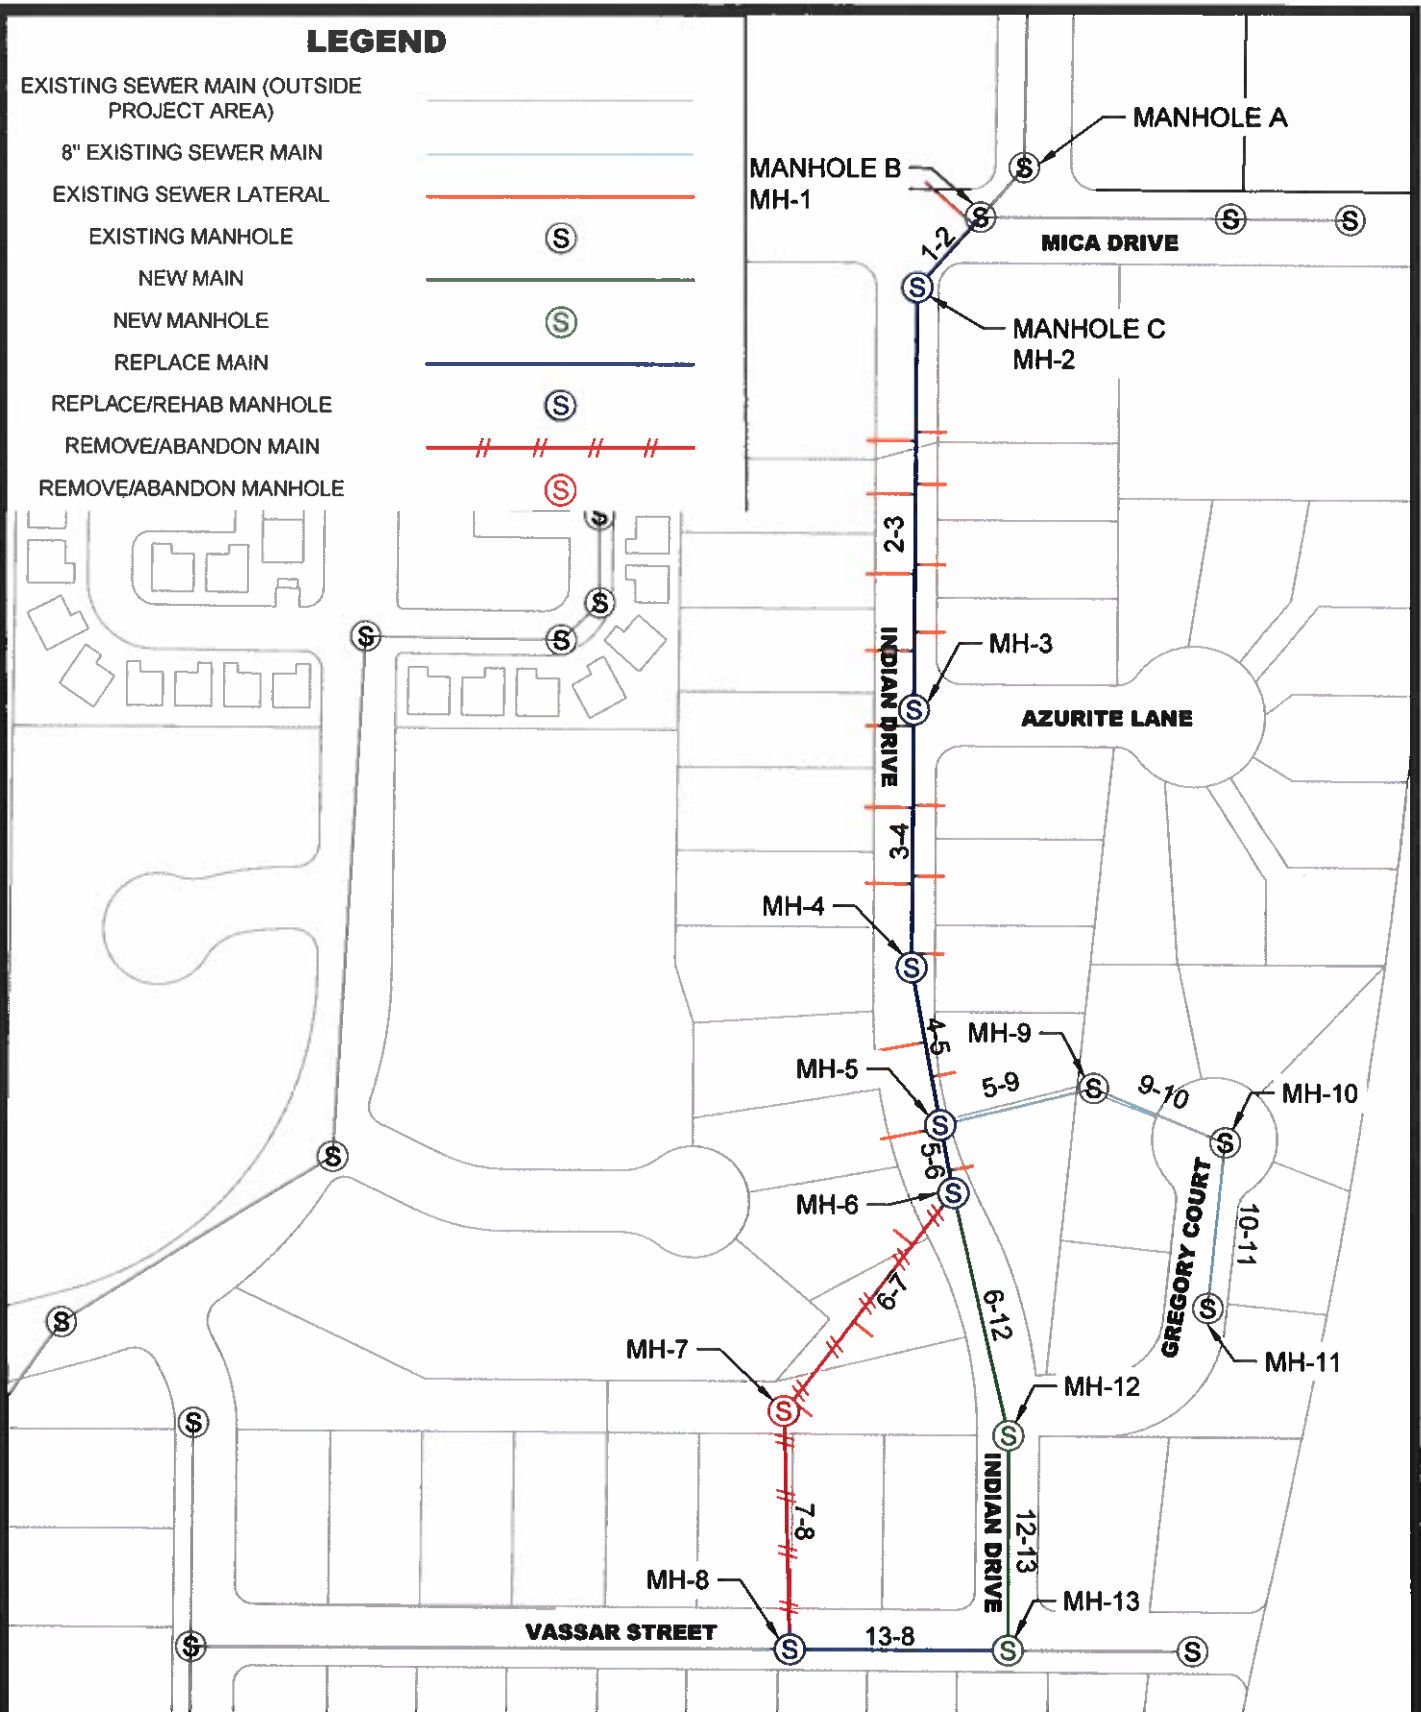 LEGEND
EXISTING SEWER MAIN (OUTSIDE
PROJECT AREA)
8" EXISTING SEWER MAIN
EXISTING SEWER LATERAL
EXISTING MANHOLE
S
NEW MAIN
NEW MANHOLE
S
REPLACE MAIN
REPLACE/REHAB MANHOLE
S
REMOVE/ABANDON MAIN
REMOVE/ABANDON MANHOLE
S
MANHOLE A
S
MANHOLE B
MH-1
S
S
S
MICA DRIVE
1-2
S
MANHOLE C
MH-2
2-3
S
S
S
S
INDIAN DRIVE
MH-3
S
AZURITE LANE
3-4
MH-4
S
4-5
MH-9
S
5-9
9-10
MH-5
S
MH-10
S
5-6
S
MH-6
S
GREGORY COURT
10-11
6-7
6-12
S
S
MH-11
MH-7
S
MH-12
S
S
INDIAN DRIVE
12-13
7-8
MH-8
MH-13
VASSAR STREET
13-8
S
S
S
S